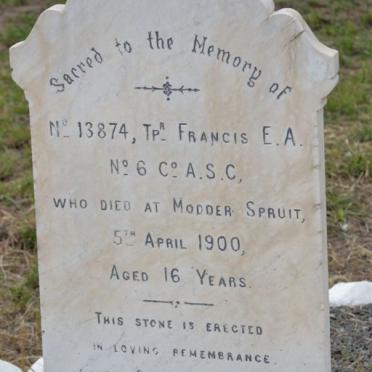 Sacred to the Memory of
No 13874, Tpr Francis E.A.
No 6 Co A.S.C,
who died at Modder Spruit,
5th April 1900,
Aged 16 Years.
This stone is erected
in loving remembrance